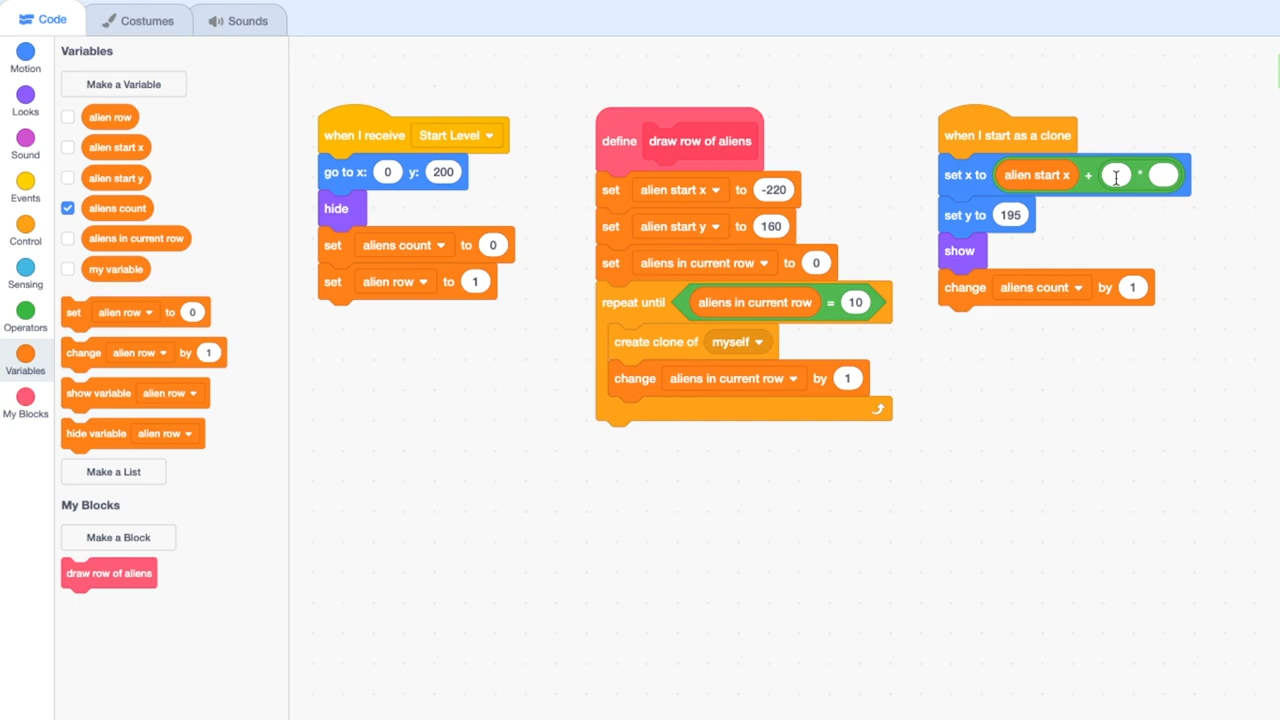 Code
Costumes
Sounds
Motion
Looks
Sound
Events
Control
Sensing
Operators
Variables
My Blocks
Variables
Make a Variable
alien row
alien start x
alien start y
aliens count
aliens in current row
my variable
set alien row to 0
change alien row by 1
show variable alien row
hide variable alien row
Make a List
My Blocks
Make a Block
draw row of aliens
when I receive Start Level
go to x: 0 y: 200
hide
set aliens count to 0
set alien row to 1
define draw row of aliens
set alien start x to -220
set alien start y to 160
set aliens in current row to 0
repeat until aliens in current row = 10
create clone of myself
change aliens in current row by 1
when I start as a clone
set x to alien start x + *
set y to 195
show
change aliens count by 1